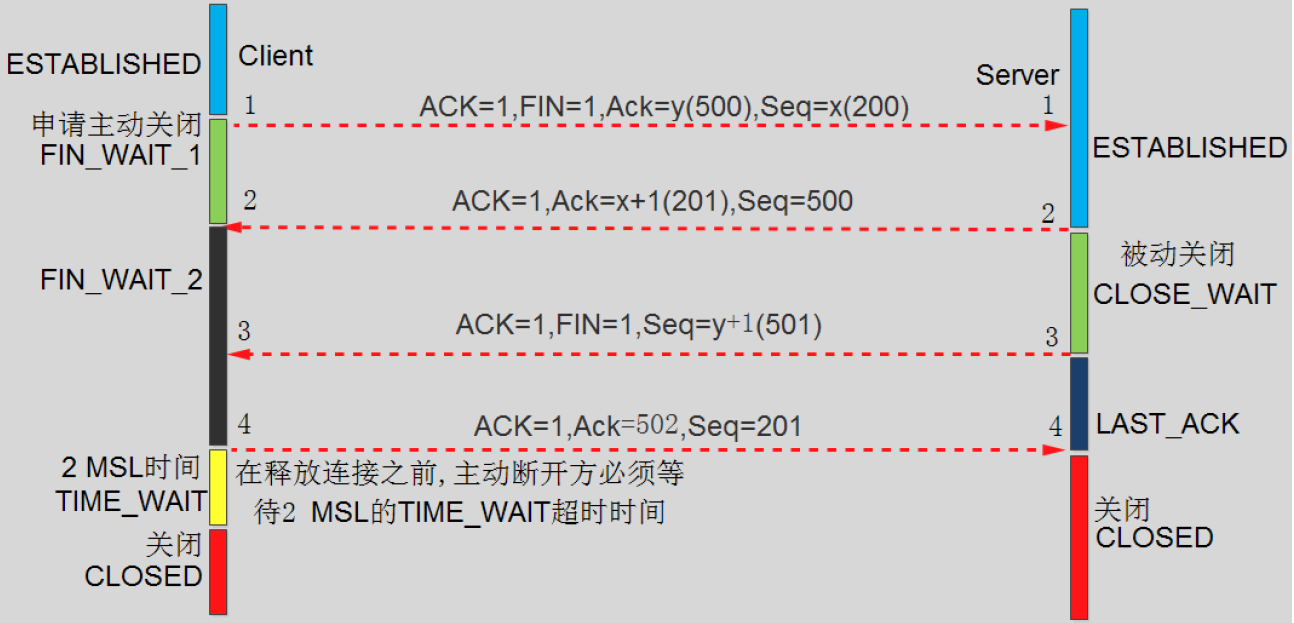 ESTABLISHED
Client
Server
1
ACK=1,FIN=1,Ack=y(500),Seq=x(200)
1
申请主动关闭
FIN_WAIT_1
ESTABLISHED
2
ACK=1,Ack=x+1(201),Seq=500
2
FIN_WAIT_2
被动关闭
CLOSE_WAIT
3
ACK=1,FIN=1,Seq=y+1(501)
3
4
ACK=1,Ack=502,Seq=201
4
LAST_ACK
2 MSL时间
TIME_WAIT
在释放连接之前,主动断开方必须等
待2 MSL的TIME_WAIT超时时间
关闭
CLOSED
关闭
CLOSED